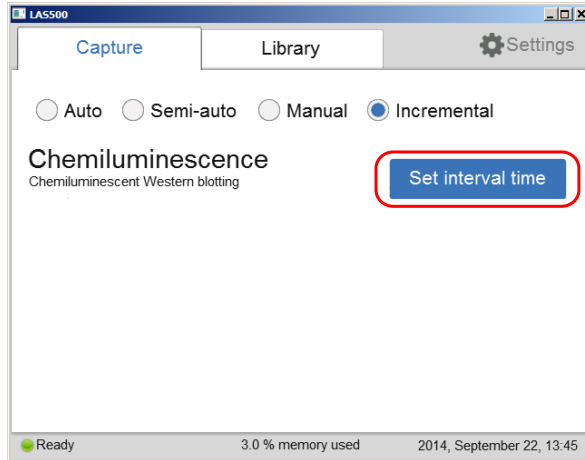 LAS500
Capture Library Settings
Auto Semi-auto Manual Incremental
Chemiluminescence
Chemiluminescent Western blotting
Set interval time
Ready 3.0 % memory used 2014, September 22, 13:45